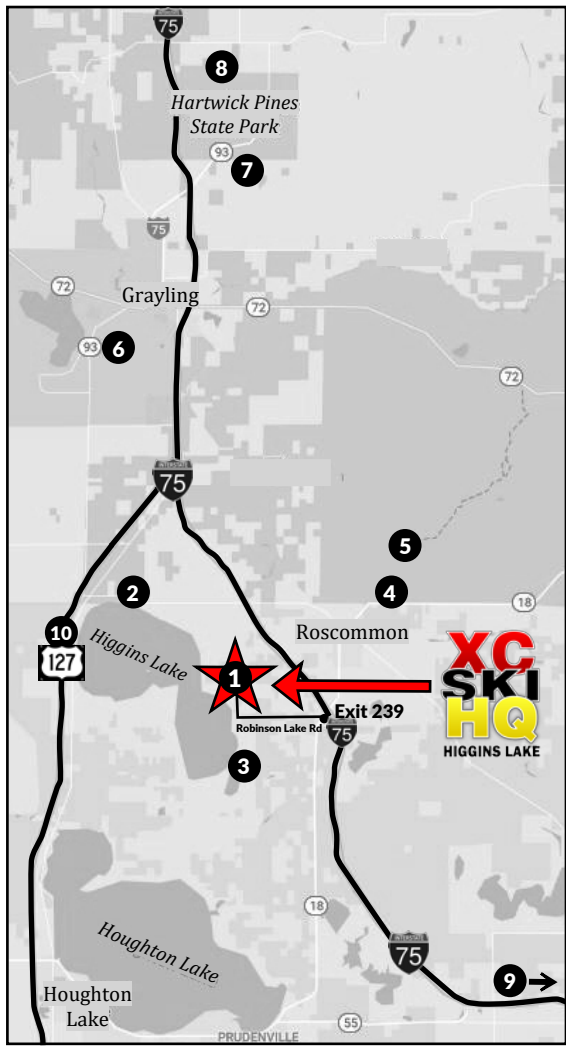 75
8
Hartwick Pines
State Park
93
7
75
72
Grayling
72
93
6
72
INTERSTATE
75
5
2
4
18
10
Roscommon
127
Higgins Lake
1
XC
SKI
HQ
HIGGINS LAKE
Exit 239
Robinson Lake Rd
75
3
18
Houghton Lake
INTERSTATE
75
9
Houghton
Lake
55
PRUDENVILLE